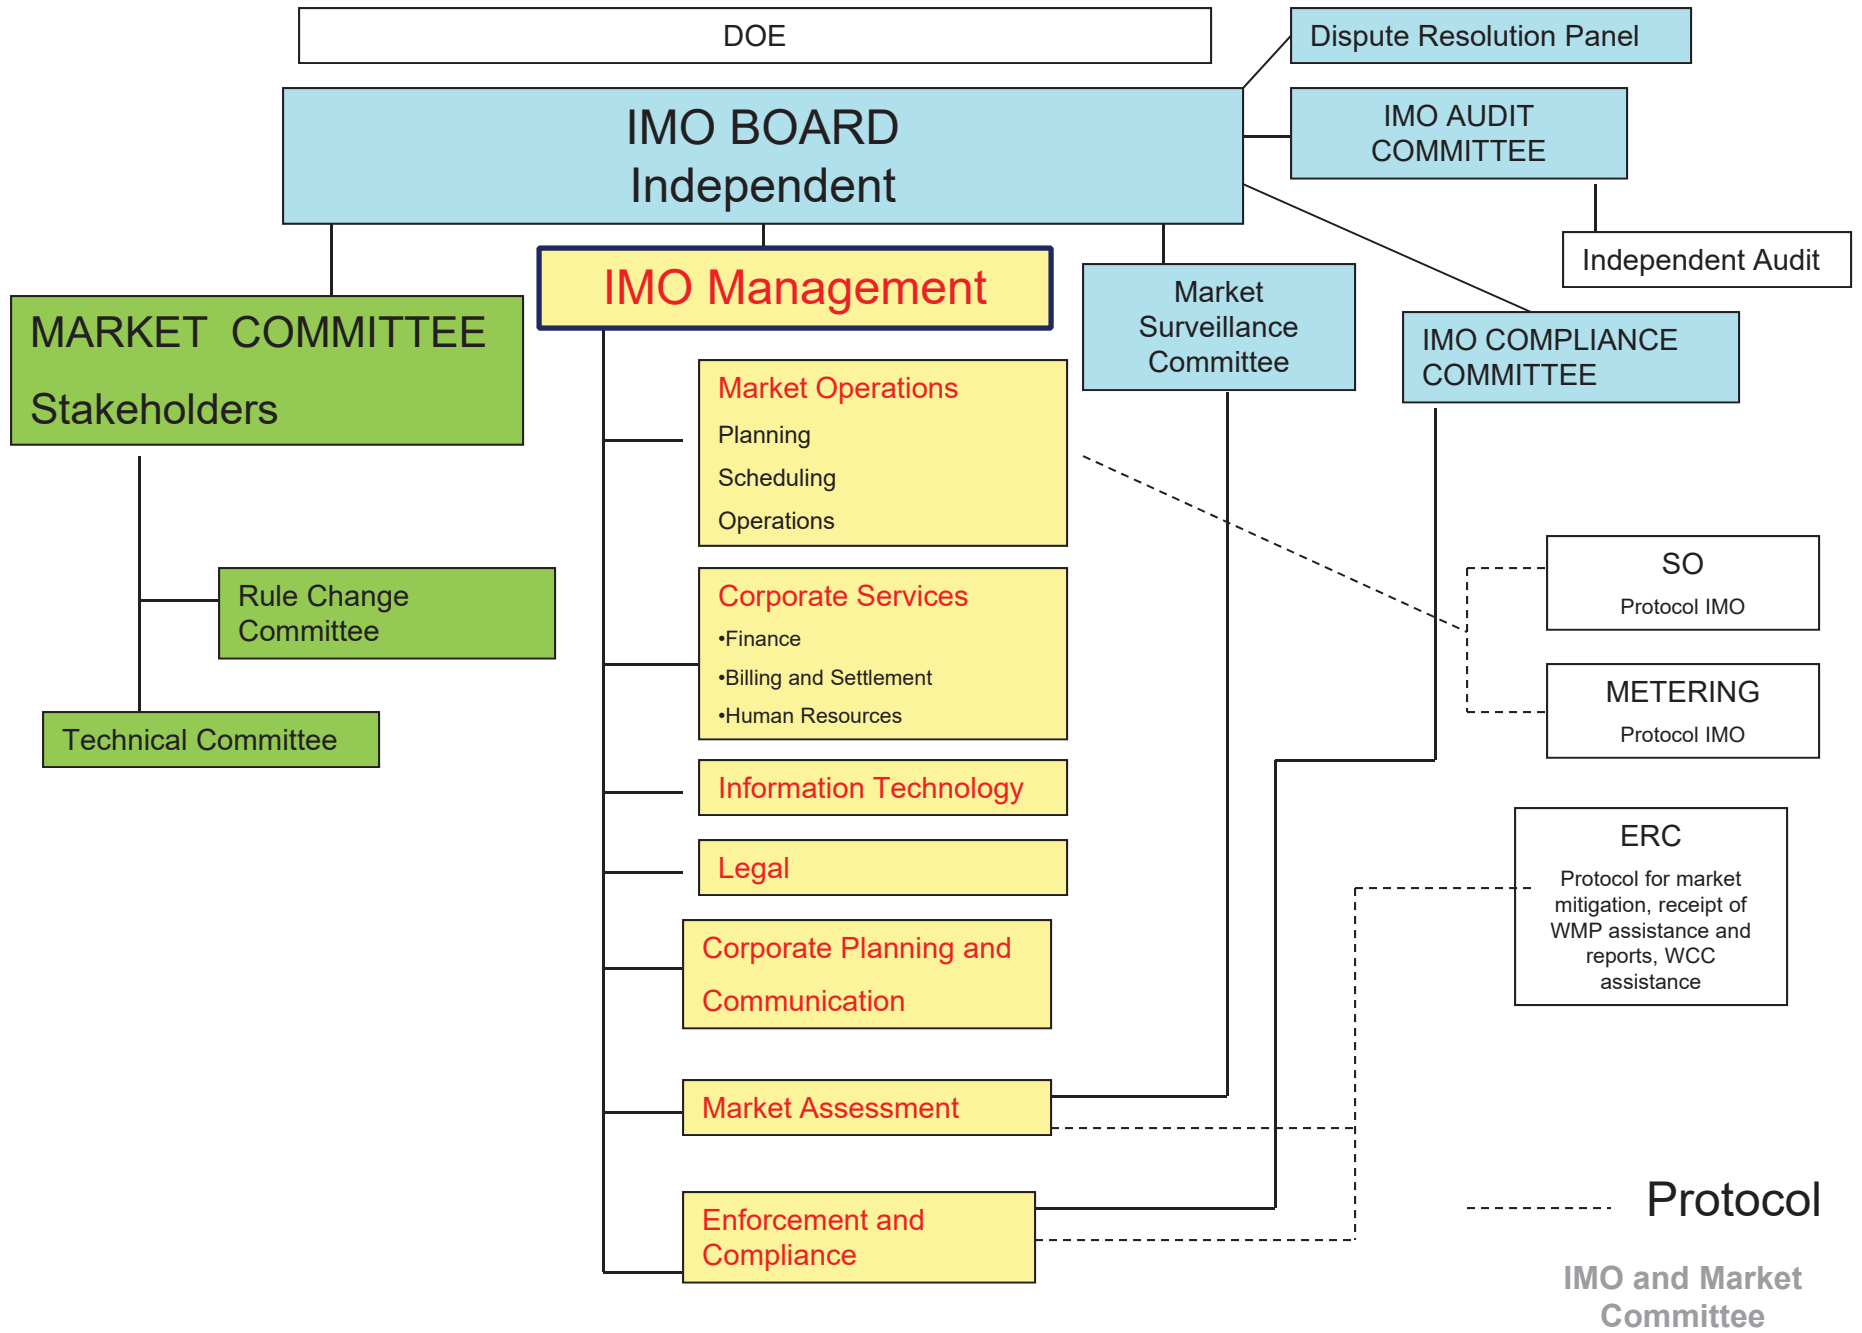 DOE
Dispute Resolution Panel
IMO BOARD
Independent
IMO AUDIT
COMMITTEE
Independent Audit
IMO Management
MARKET  COMMITTEE
Stakeholders
Market
Surveillance
Committee
IMO COMPLIANCE
COMMITTEE
Market Operations
Planning
Scheduling
Operations
Rule Change
Committee
Technical Committee
Corporate Services
•Finance
•Billing and Settlement
•Human Resources
SO
Protocol IMO
METERING
Protocol IMO
Information Technology
Legal
ERC
Protocol for market
mitigation, receipt of
WMP assistance and
reports, WCC
assistance
Corporate Planning and
Communication
Market Assessment
Enforcement and
Compliance
Protocol
IMO and Market
Committee